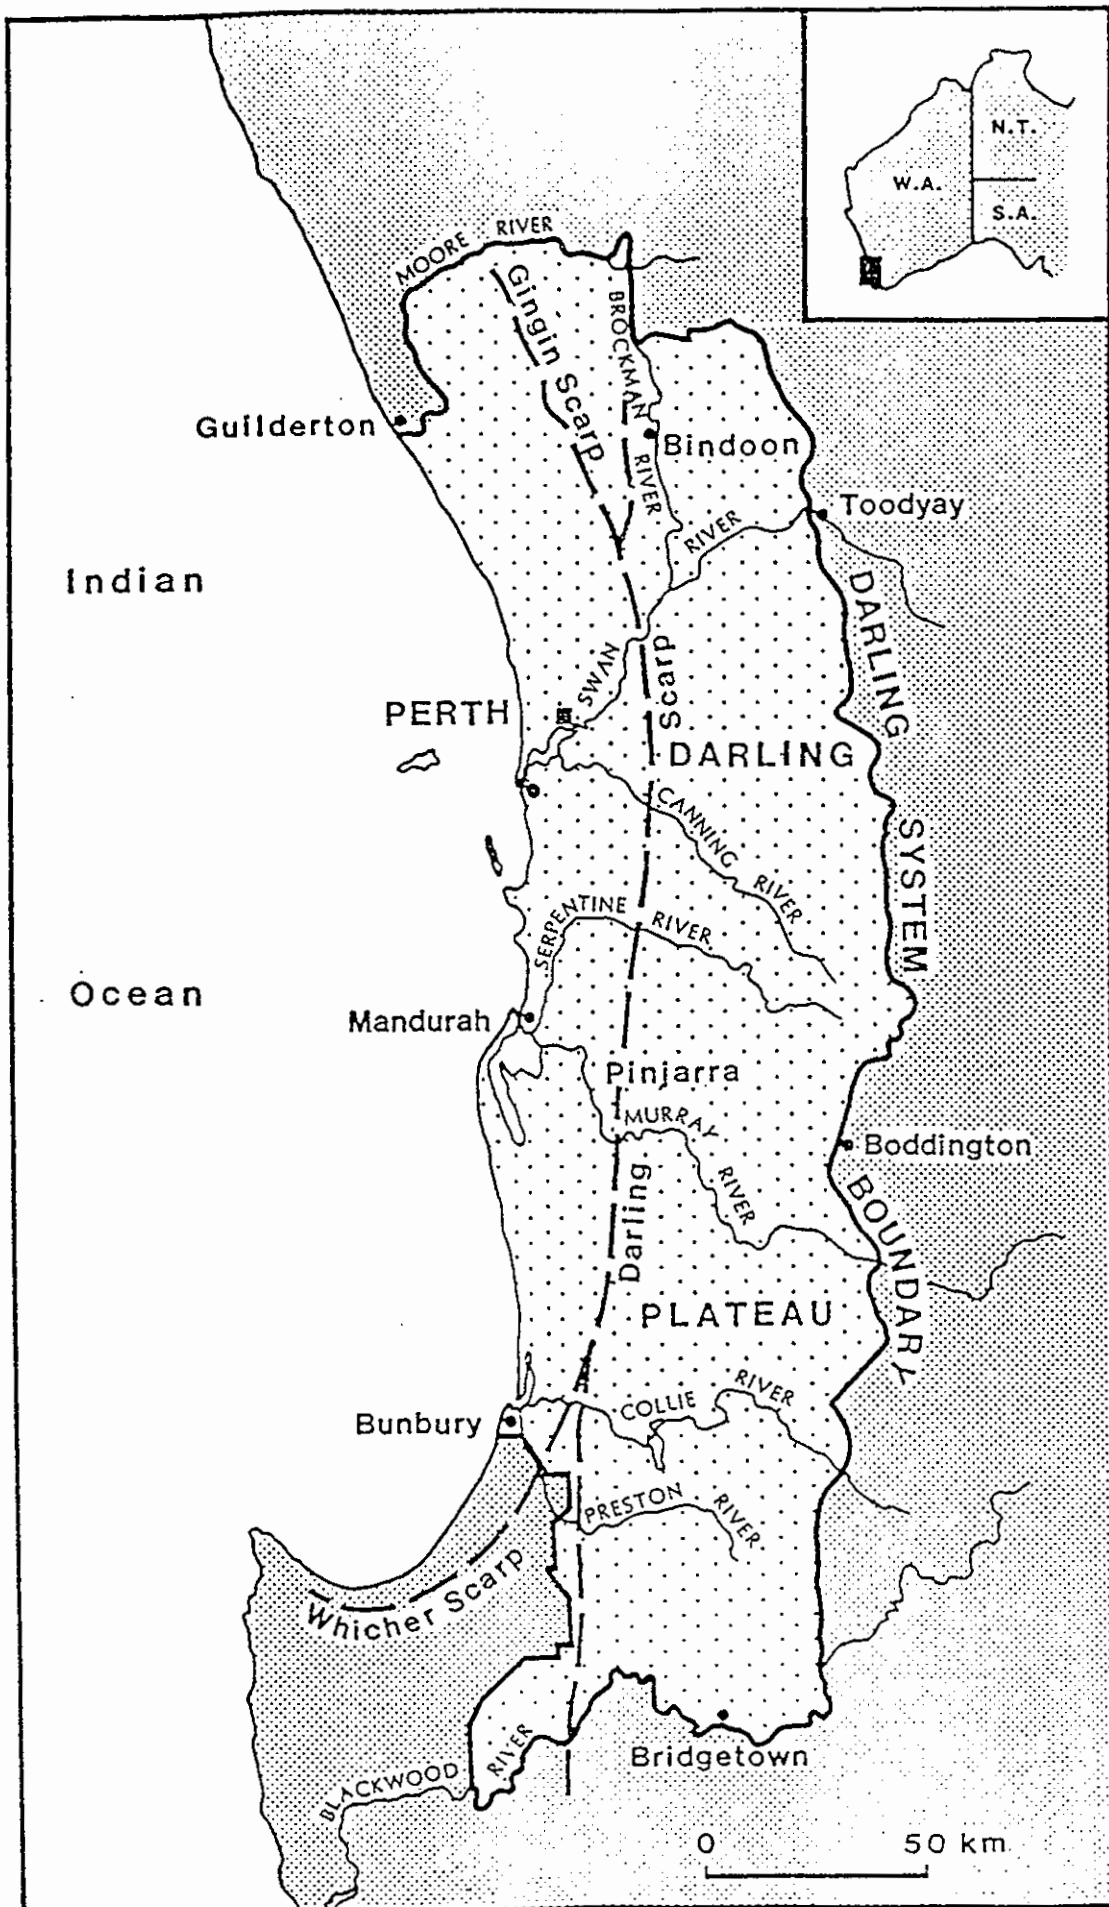 N.T.
W.A.
S.A.
MOORE RIVER
Gingin Scarp
BROCKMAN RIVER
Guilderton
Bindoon
Toodyay
RIVER
Indian
DARLING SYSTEM BOUNDARY
SWAN
Scarp
PERTH
DARLING
CANNING RIVER
SERPENTINE RIVER
Ocean
Mandurah
Pinjarra
MURRAY RIVER
Boddington
Darling
PLATEAU
COLLIE RIVER
Bunbury
PRESTON RIVER
Whicher Scarp
BLACKWOOD RIVER
Bridgetown
0 50 km